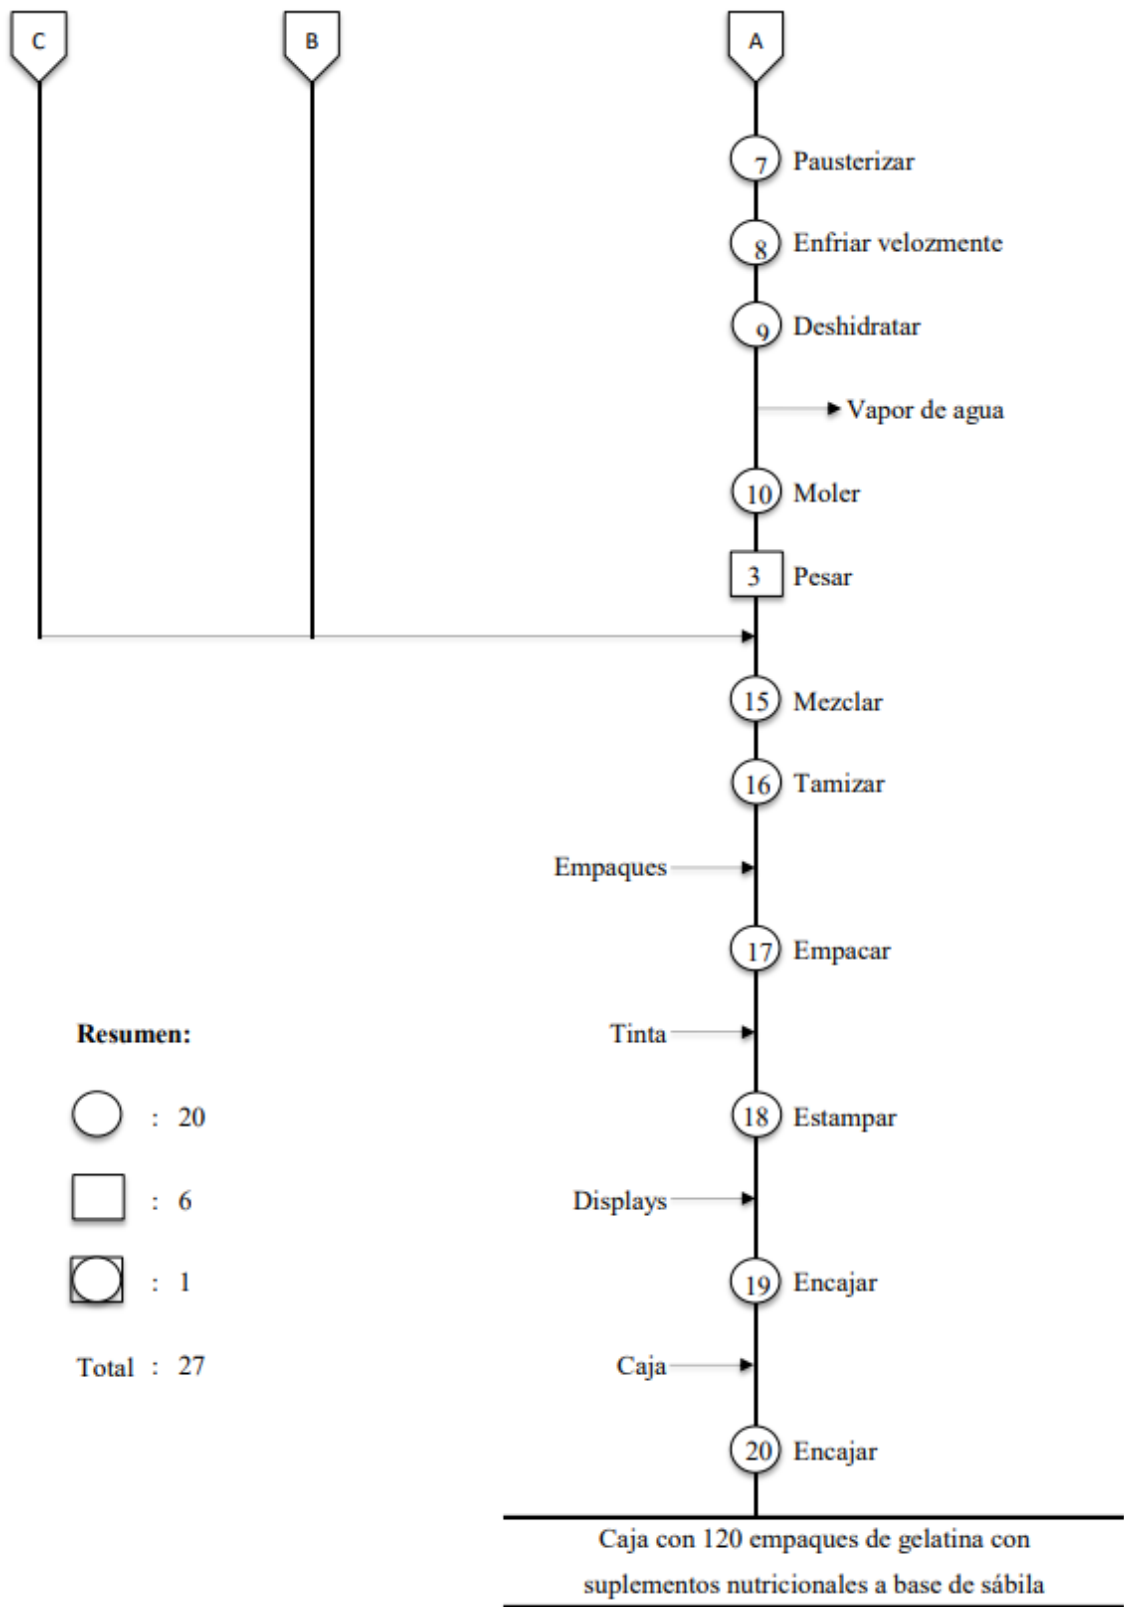 C
B
A
7 Pausterizar
8 Enfriar velozmente
9 Deshidratar
Vapor de agua
10 Moler
3 Pesar
15 Mezclar
16 Tamizar
Empaques
17 Empacar
Tinta
18 Estampar
Displays
19 Encajar
Caja
20 Encajar
Resumen:
: 20
: 6
: 1
Total : 27
Caja con 120 empaques de gelatina con
suplementos nutricionales a base de sábila